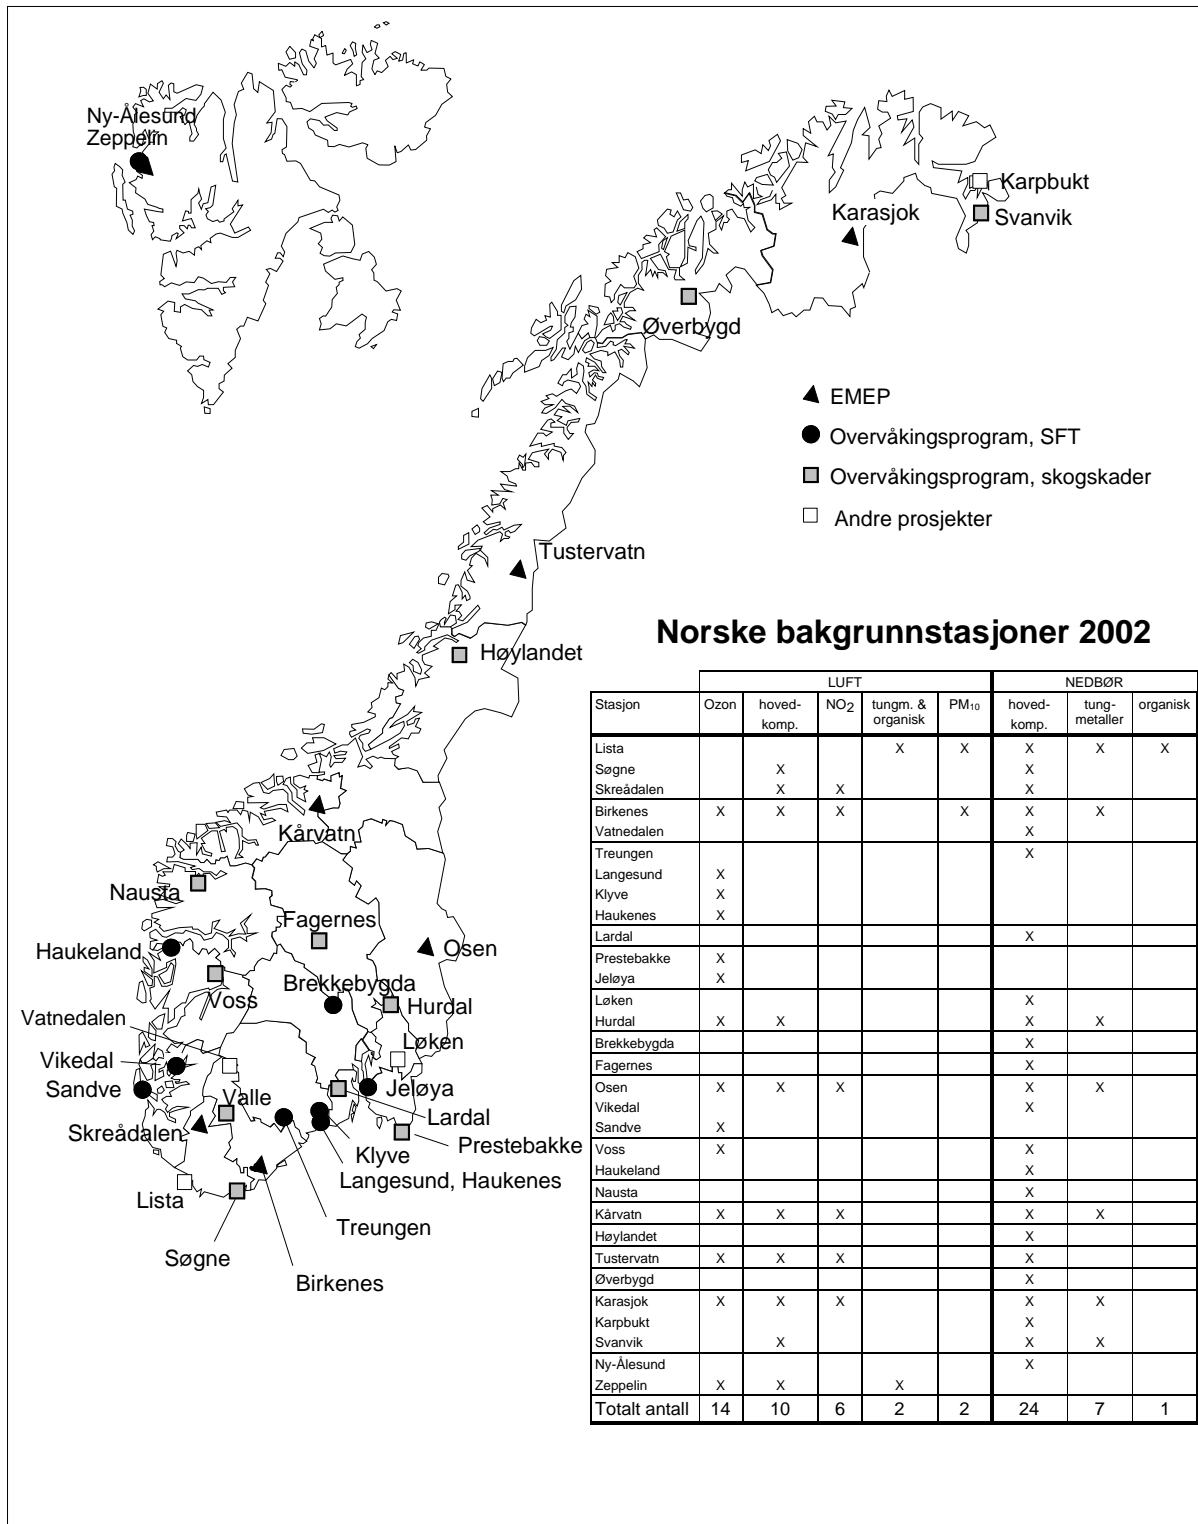 Ny-Ålesund
Zeppelin
Karpbukt
Karasjok
Svanvik
Øverbygd
EMEP
Overvåkingsprogram, SFT
Overvåkingsprogram, skogskader
Andre prosjekter
Tustervatn
Norske bakgrunnstasjoner 2002
Høylandet
Kårvatn
Nausta
Fagernes
Haukeland
Osen
Brekkebygda
Voss
Hurdal
Vatnedalen
Løken
Vikedal
Sandve
Valle
Jeløya
Lardal
Skreådalen
Prestebakke
Klyve
Langesund, Haukenes
Lista
Treungen
Søgne
Birkenes
LUFT NEDBØR
Stasjon Ozon hoved- NO2 tungm. & PM10 hoved- tung- organisk
komp. organisk komp. metaller
Lista X X X X X
Søgne X X
Skreådalen X X X
Birkenes X X X X X X
Vatnedalen X
Treungen X
Langesund X
Klyve X
Haukenes X
Lardal X
Prestebakke X
Jeløya X
Løken X
Hurdal X X X X
Brekkebygda X
Fagernes X
Osen X X X X X
Vikedal X
Sandve X
Voss X X
Haukeland X
Nausta X
Kårvatn X X X X X
Høylandet X
Tustervatn X X X X
Øverbygd X
Karasjok X X X X X
Karpbukt X
Svanvik X X X
Ny-Ålesund X
Zeppelin X X X
Totalt antall 14 10 6 2 2 24 7 1